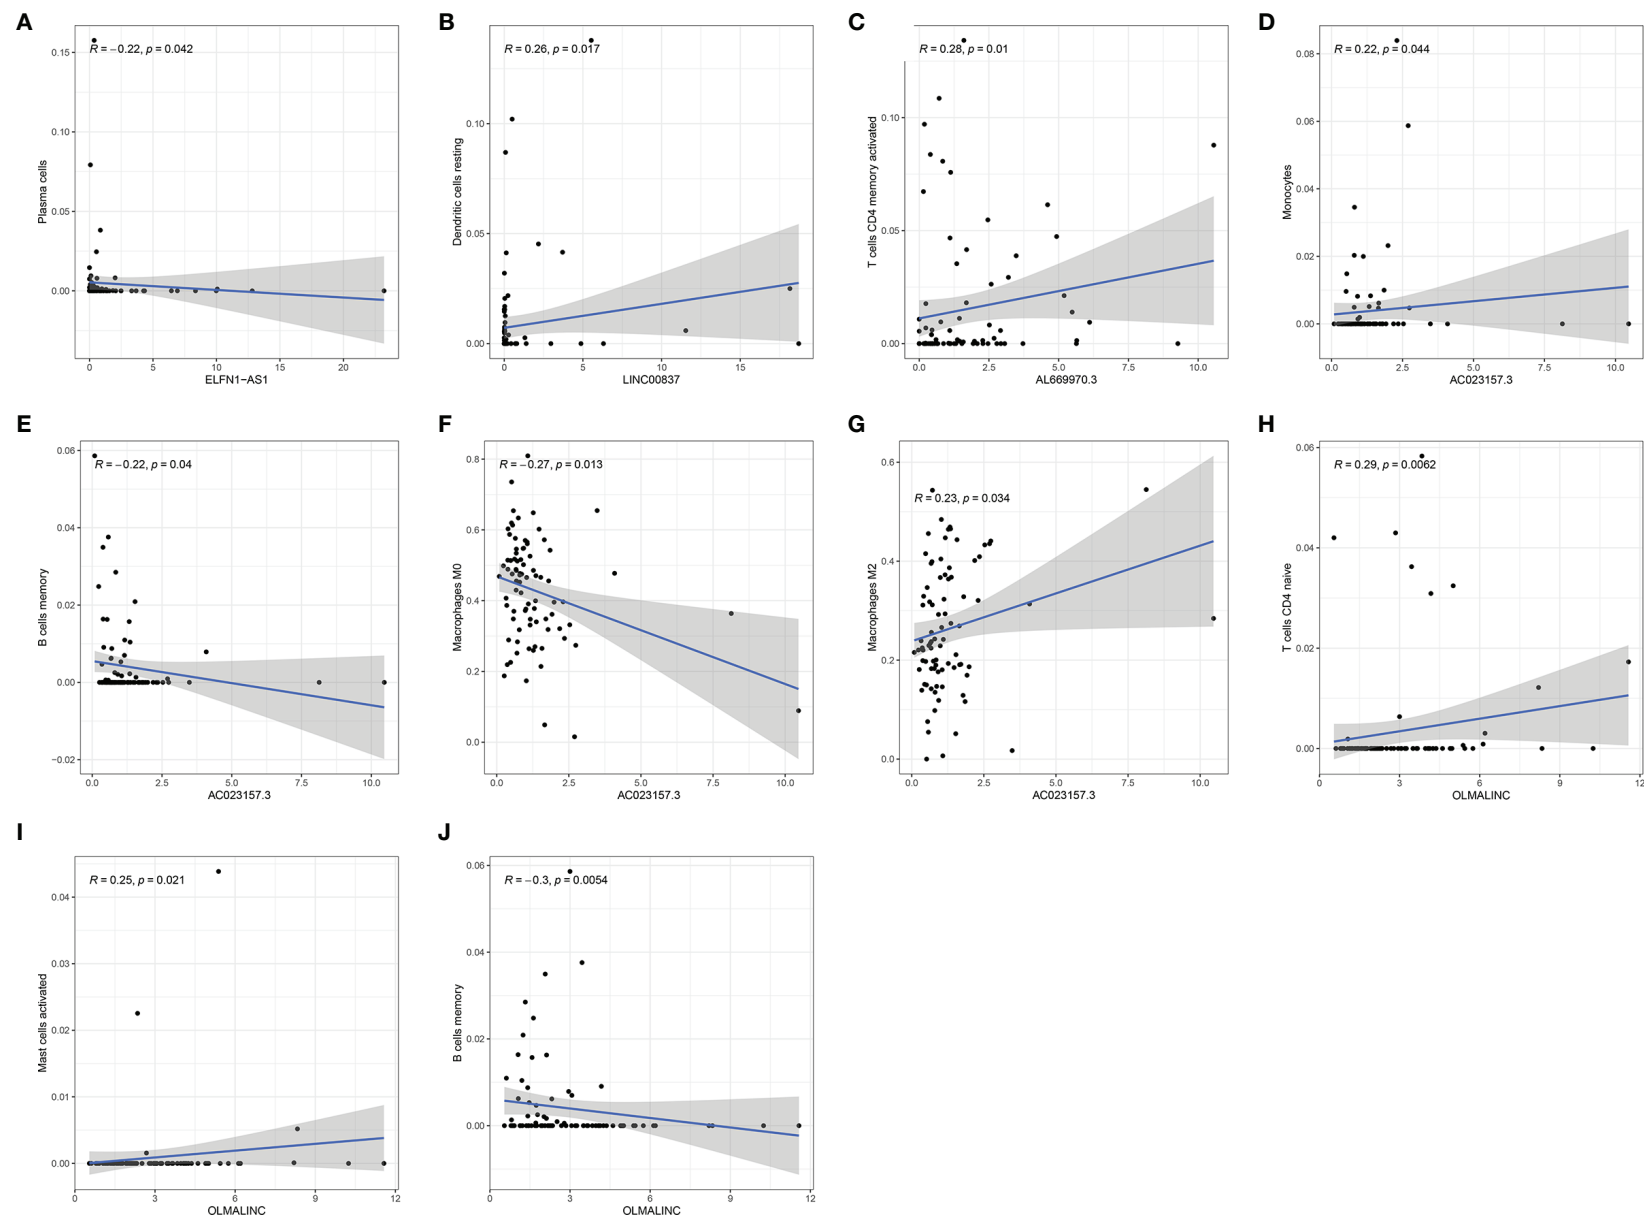 A
R = −0.22, p = 0.042
Plasma cells
0.15
0.10
0.05
0.00
0 5 10 15 20
ELFN1−AS1
B
R = 0.26, p = 0.017
Dendritic cells resting
0.10
0.05
0.00
0 5 10 15
LINC00837
C
R = 0.28, p = 0.01
T cells CD4 memory activated
0.10
0.05
0.00
0.0 2.5 5.0 7.5 10.0
AL669970.3
D
R = 0.22, p = 0.044
Monocytes
0.08
0.06
0.04
0.02
0.00
0.0 2.5 5.0 7.5 10.0
AC023157.3
E
R = −0.22, p = 0.04
B cells memory
0.06
0.04
0.02
0.00
−0.02
0.0 2.5 5.0 7.5 10.0
AC023157.3
F
R = −0.27, p = 0.013
Macrophages M0
0.8
0.6
0.4
0.2
0.0
0.0 2.5 5.0 7.5 10.0
AC023157.3
G
R = 0.23, p = 0.034
Macrophages M2
0.6
0.4
0.2
0.0
0.0 2.5 5.0 7.5 10.0
AC023157.3
H
R = 0.29, p = 0.0062
T cells CD4 naive
0.06
0.04
0.02
0.00
0 3 6 9 12
OLMALINC
I
R = 0.25, p = 0.021
Mast cells activated
0.04
0.03
0.02
0.01
0.00
0 3 6 9 12
OLMALINC
J
R = −0.3, p = 0.0054
B cells memory
0.06
0.04
0.02
0.00
0 3 6 9 12
OLMALINC